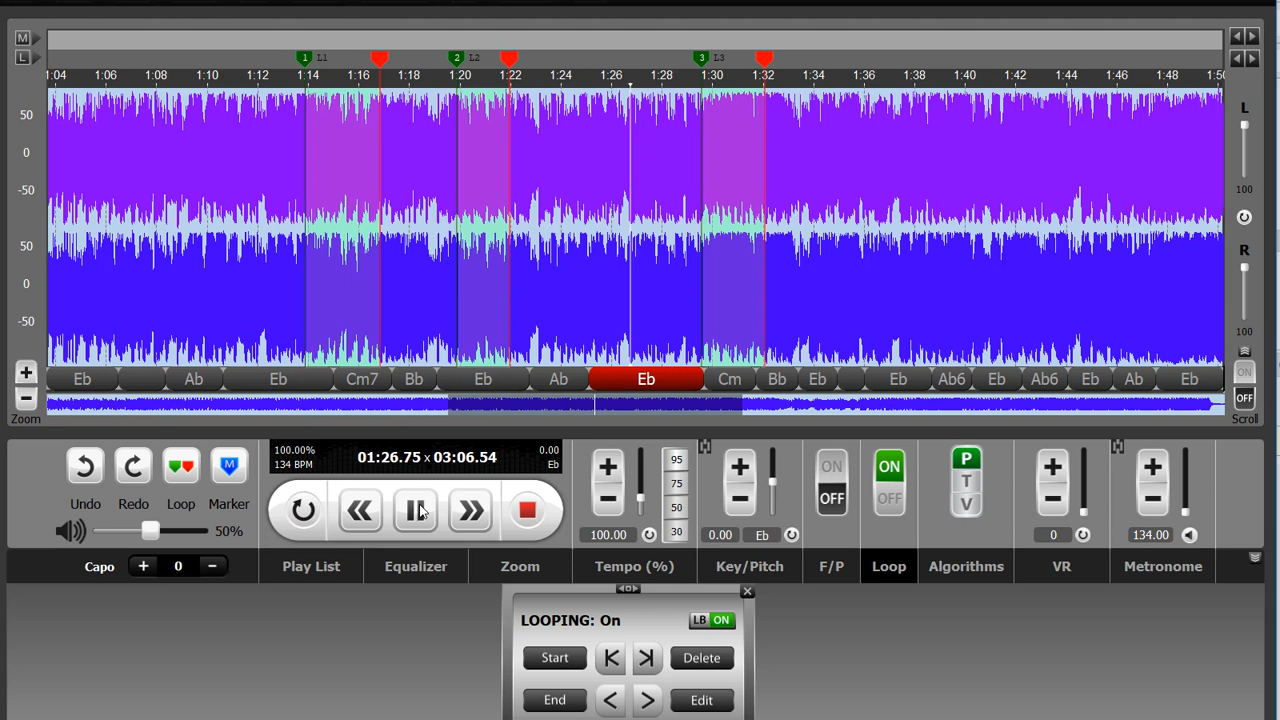 M
L
1 L1 2 L2 3 L3
1:04 1:06 1:08 1:10 1:12 1:14 1:16 1:18 1:20 1:22 1:24 1:26 1:28 1:30 1:32 1:34 1:36 1:38 1:40 1:42 1:44 1:46 1:48 1:50
50
0
-50
50
0
-50
L
100
R
100
ON
OFF
Scroll
+
-
Zoom
Eb Ab Eb Cm7 Bb Eb Ab Eb Cm Bb Eb Eb Ab6 Eb Ab6 Eb Ab Eb
Undo Redo Loop M Marker
50%
100.00%
134 BPM
01:26.75 x 03:06.54
0.00
Eb
+
-
95
75
50
30
100.00
+
-
0.00 Eb
ON
OFF
ON
OFF
P
T
V
+
-
0
+
-
134.00
Capo + 0 - Play List Equalizer Zoom Tempo (%) Key/Pitch F/P Loop Algorithms VR Metronome
LOOPING: On LB ON
Start Delete
End < > Edit